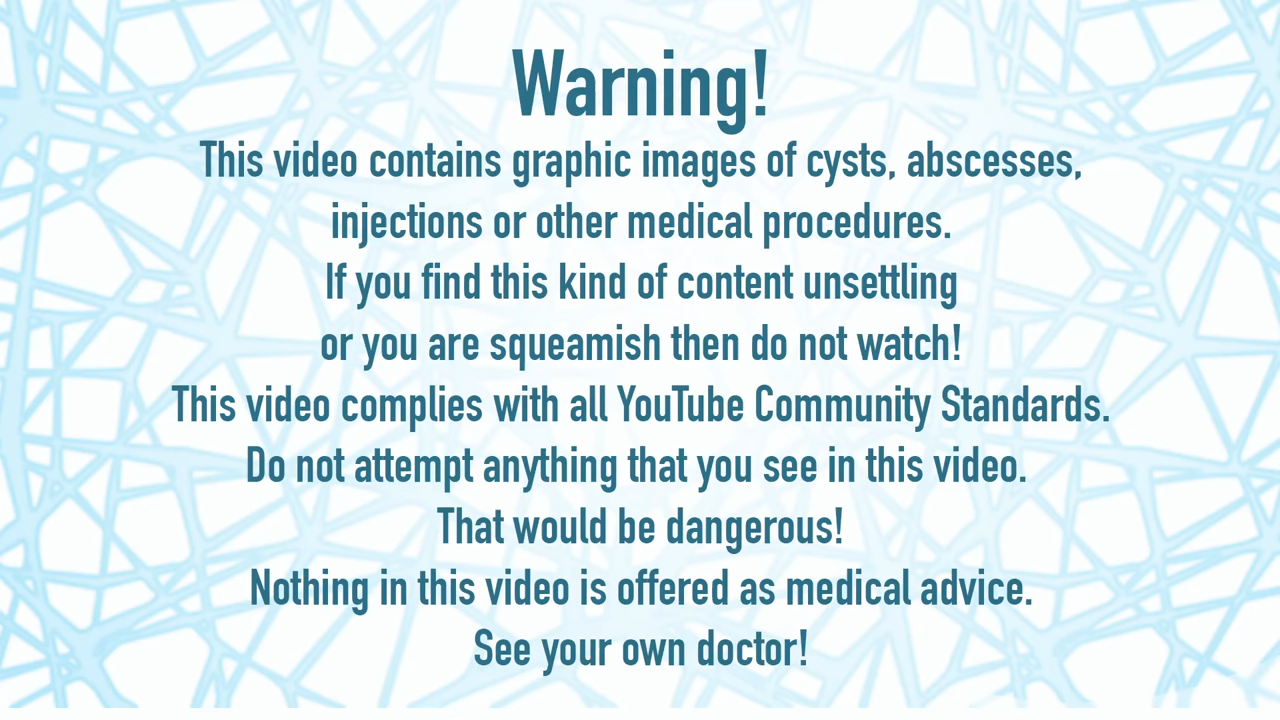 Warning!
This video contains graphic images of cysts, abscesses,
injections or other medical procedures.
If you find this kind of content unsettling
or you are squeamish then do not watch!
This video complies with all YouTube Community Standards.
Do not attempt anything that you see in this video.
That would be dangerous!
Nothing in this video is offered as medical advice.
See your own doctor!